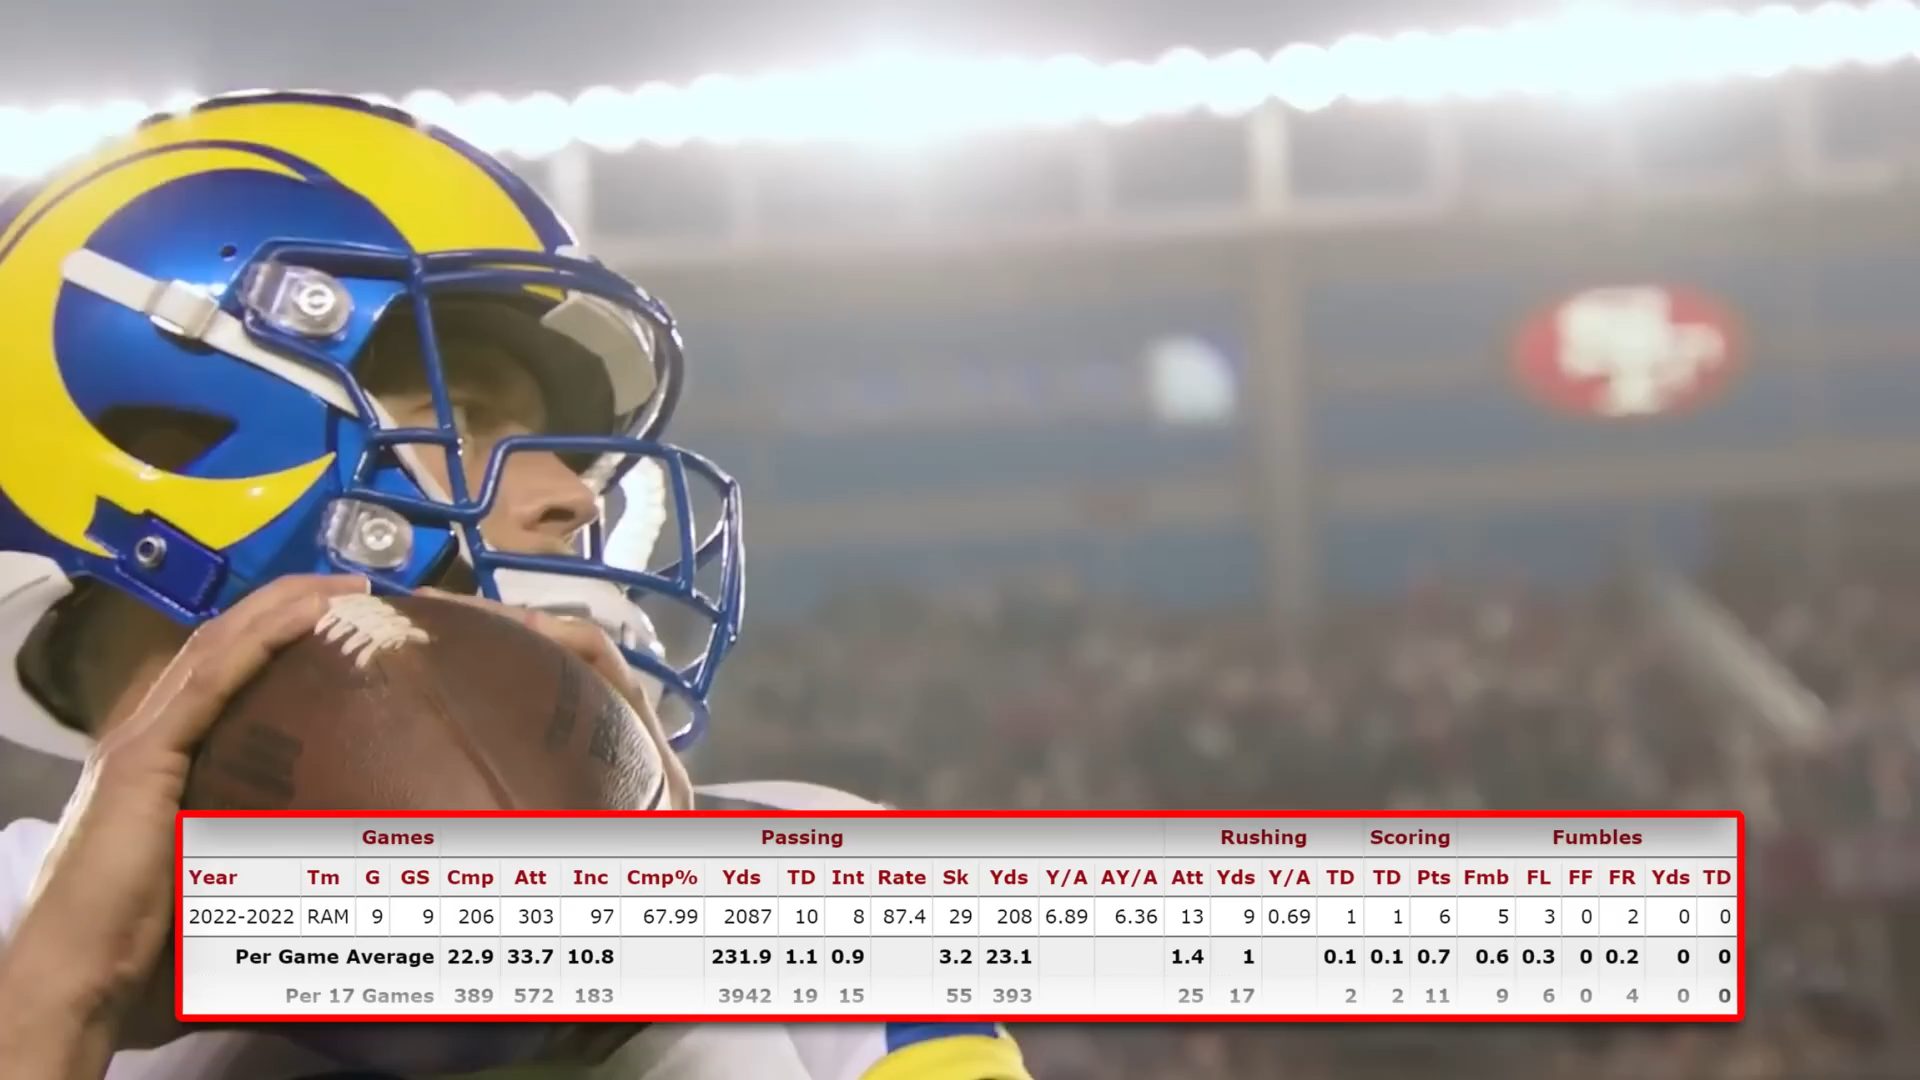 Games Passing Rushing Scoring Fumbles
Year Tm G GS Cmp Att Inc Cmp% Yds TD Int Rate Sk Yds Y/A AY/A Att Yds Y/A TD TD Pts Fmb FL FF FR Yds TD
2022-2022 RAM 9 9 206 303 97 67.99 2087 10 8 87.4 29 208 6.89 6.36 13 9 0.69 1 1 6 5 3 0 2 0 0
Per Game Average 22.9 33.7 10.8 231.9 1.1 0.9 3.2 23.1 1.4 1 0.1 0.1 0.7 0.6 0.3 0 0.2 0 0
Per 17 Games 389 572 183 3942 19 15 55 393 25 17 2 2 11 9 6 0 4 0 0